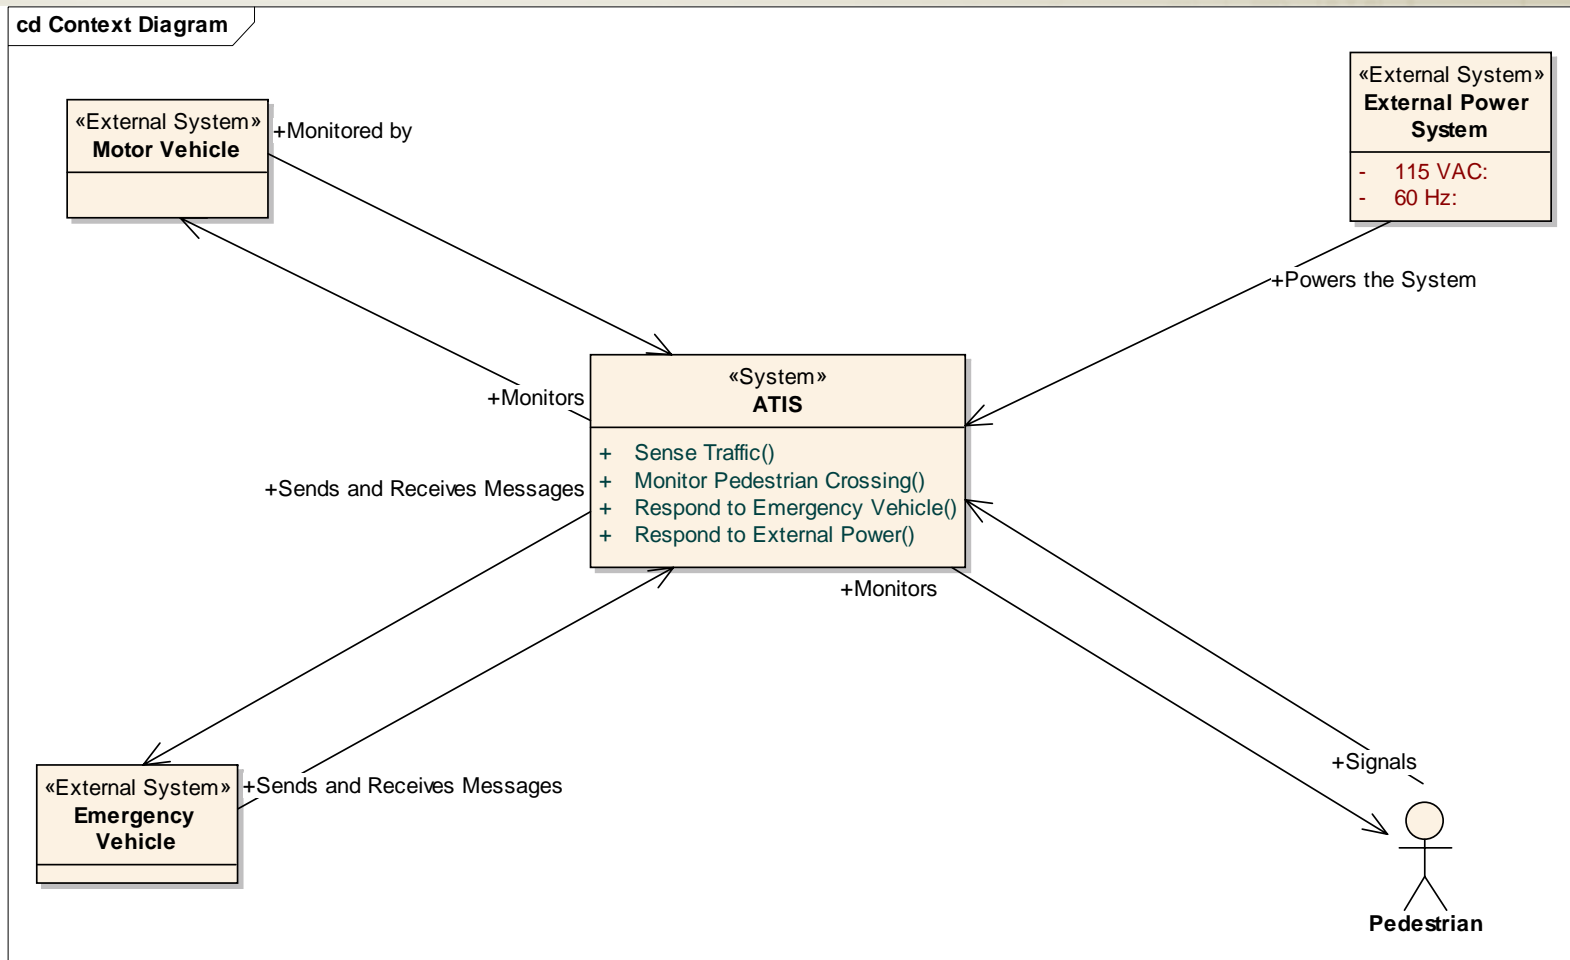 cd Context Diagram
«External System»
Motor Vehicle
+Monitored by
«External System»
External Power
System
- 115 VAC:
- 60 Hz:
+Powers the System
+Monitors
«System»
ATIS
+ Sense Traffic()
+ Monitor Pedestrian Crossing()
+ Respond to Emergency Vehicle()
+ Respond to External Power()
+Sends and Receives Messages
+Monitors
+Signals
«External System»
Emergency
Vehicle
+Sends and Receives Messages
Pedestrian